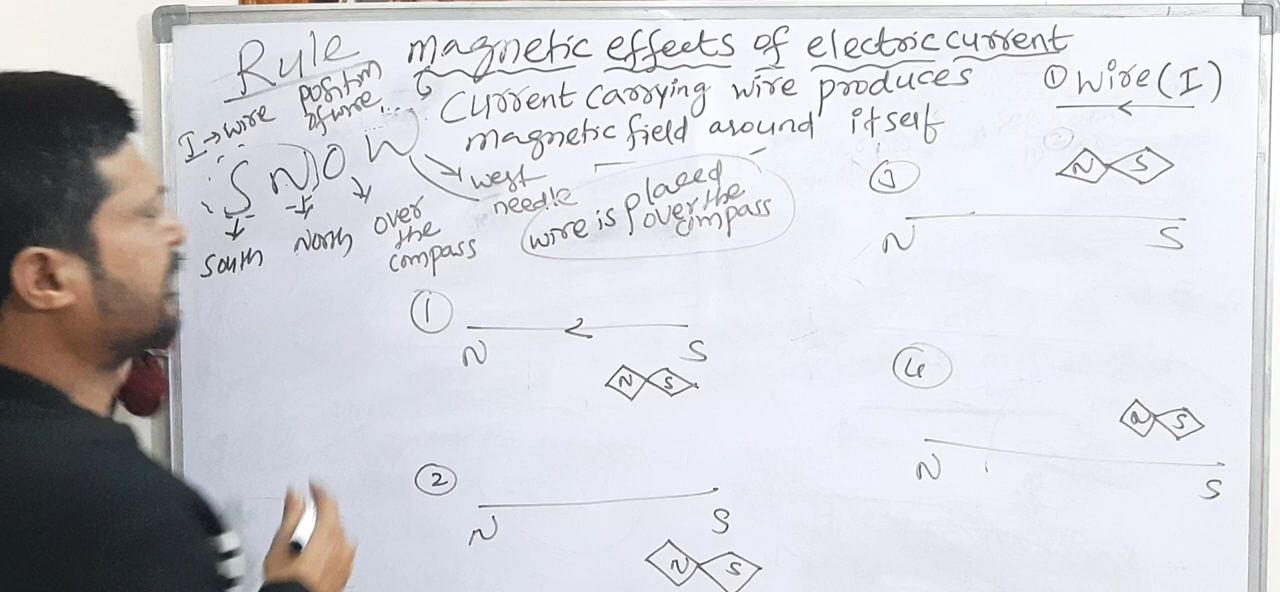 Rule magnetic effects of electric current
I → wire position of wire...
Current carrying wire produces
magnetic field around itself
S N O W
South North over the compass
west needle
wire is placed
over the
compass
① Wire (I)
N S
① N S
N S
② N S
N S
③ N S
④ N S
S